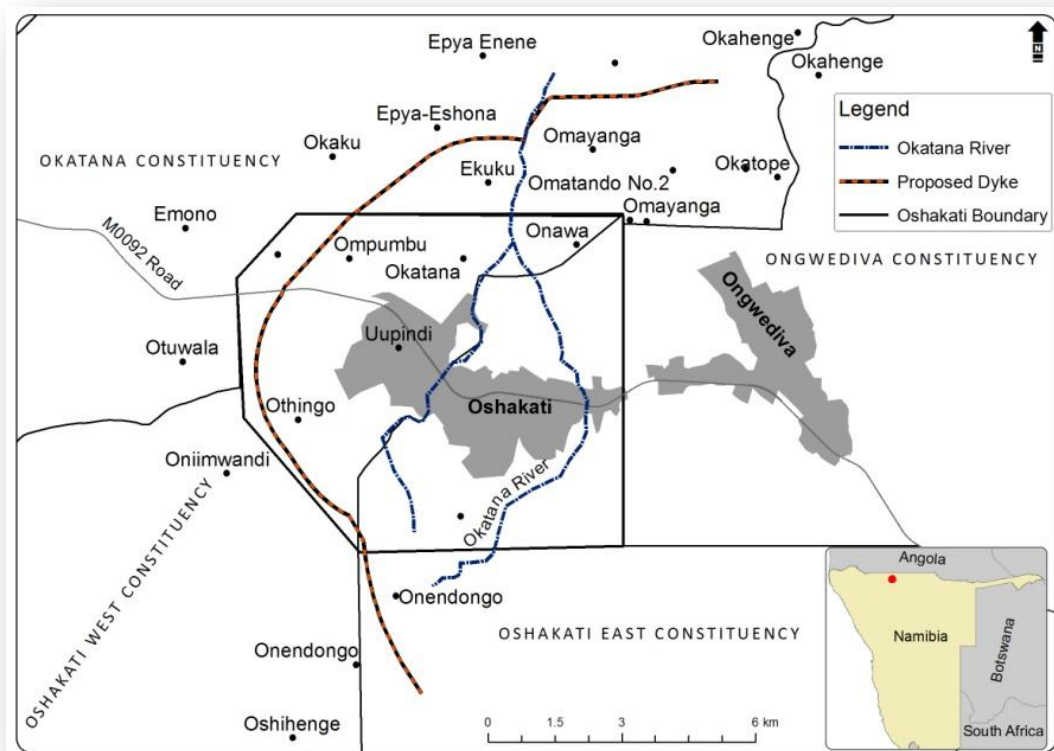 Epya Enene
Okahenge
N
Okahenge
Epya-Eshona
Legend
Okatana River
Proposed Dyke
Oshakati Boundary
Okaku
Omayanga
OKATANA CONSTITUENCY
Ekuku
Omatando No.2
Okatope
Emono
Omayanga
M0092 Road
Ompumbu
Okatana
Onawa
ONGWEDIVA CONSTITUENCY
Otuwala
Uupindi
Ongwediva
Othingo
Oshakati
Oniimwandi
Okatana River
OSHAKATI WEST CONSTITUENCY
Onendongo
OSHAKATI EAST CONSTITUENCY
Onendongo
Oshihenge
0 1.5 3 6 km
Angola
Namibia
Botswana
South Africa